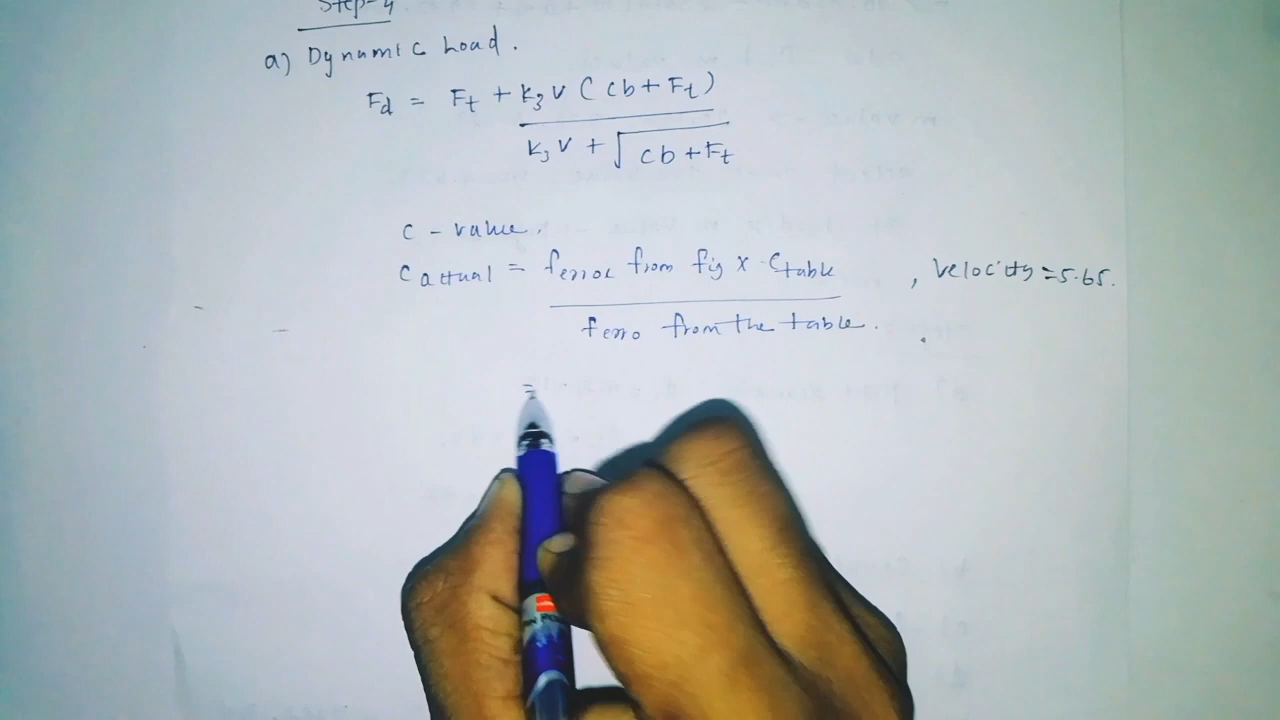 Step-4
a) Dynamic Load.
Fd = Ft + K3 V (Cb + Ft) / K3 V + √Cb + Ft
C - value.
C actual = ferror from fig x Ctable / ferro from the table. , Velocity = 5.65.
=